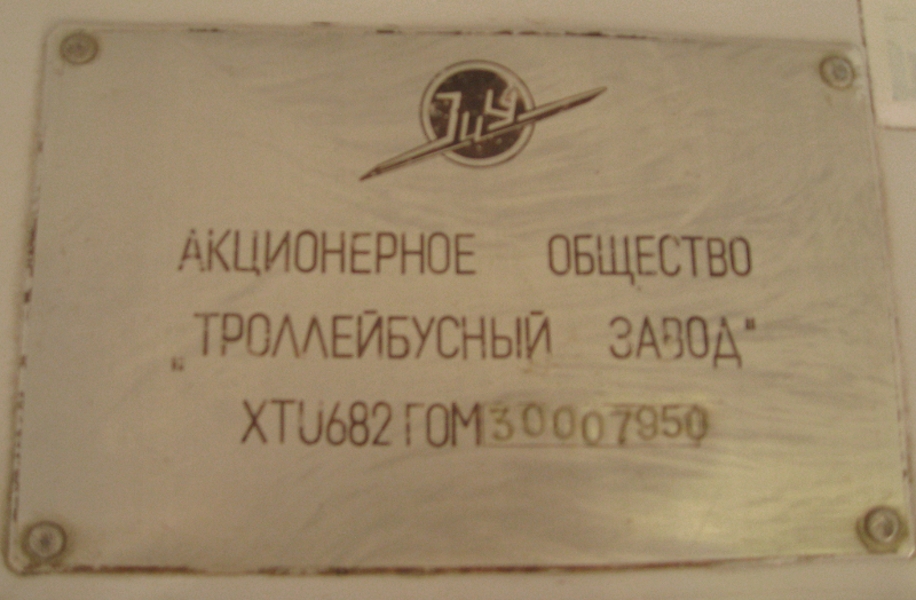 ЗиУ
АКЦИОНЕРНОЕ ОБЩЕСТВО
„ТРОЛЛЕЙБУСНЫЙ ЗАВОД“
XTU682ГОМ30007950